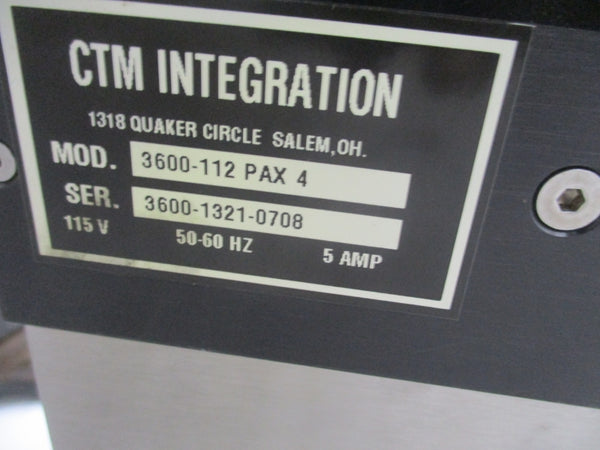 CTM INTEGRATION
1318 QUAKER CIRCLE SALEM, OH.
MOD. 3600-112 PAX 4
SER. 3600-1321-0708
115 V 50-60 HZ 5 AMP